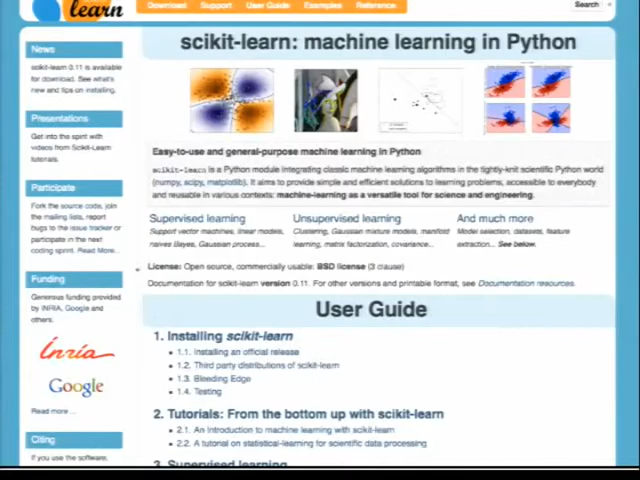 learn
Download Support User Guide Examples Reference
Search
News
scikit-learn 0.11 is available
for download. See what's
new and tips on installing.
Presentations
Get into the spirit with
videos from Scikit-Learn
tutorials.
Participate
Fork the source code, join
the mailing lists, report
bugs to the issue tracker or
participate in the next
coding sprint. Read More...
Funding
Generous funding provided
by INRIA, Google and
others.
Inria
Google
Read more ...
Citing
If you use the software,
scikit-learn: machine learning in Python
Easy-to-use and general-purpose machine learning in Python
scikit-learn is a Python module integrating classic machine learning algorithms in the tightly-knit scientific Python world
(numpy, scipy, matplotlib). It aims to provide simple and efficient solutions to learning problems, accessible to everybody
and reusable in various contexts: machine-learning as a versatile tool for science and engineering.
Supervised learning
Support vector machines, linear models,
naives Bayes, Gaussian process...
Unsupervised learning
Clustering, Gaussian mixture models, manifold
learning, matrix factorization, covariance...
And much more
Model selection, datasets, feature
extraction... See below.
License: Open source, commercially usable: BSD license (3 clause)
Documentation for scikit-learn version 0.11. For other versions and printable format, see Documentation resources.
User Guide
1. Installing scikit-learn
1.1. Installing an official release
1.2. Third party distributions of scikit-learn
1.3. Bleeding Edge
1.4. Testing
2. Tutorials: From the bottom up with scikit-learn
2.1. An Introduction to machine learning with scikit-learn
2.2. A tutorial on statistical-learning for scientific data processing
3. Supervised learning